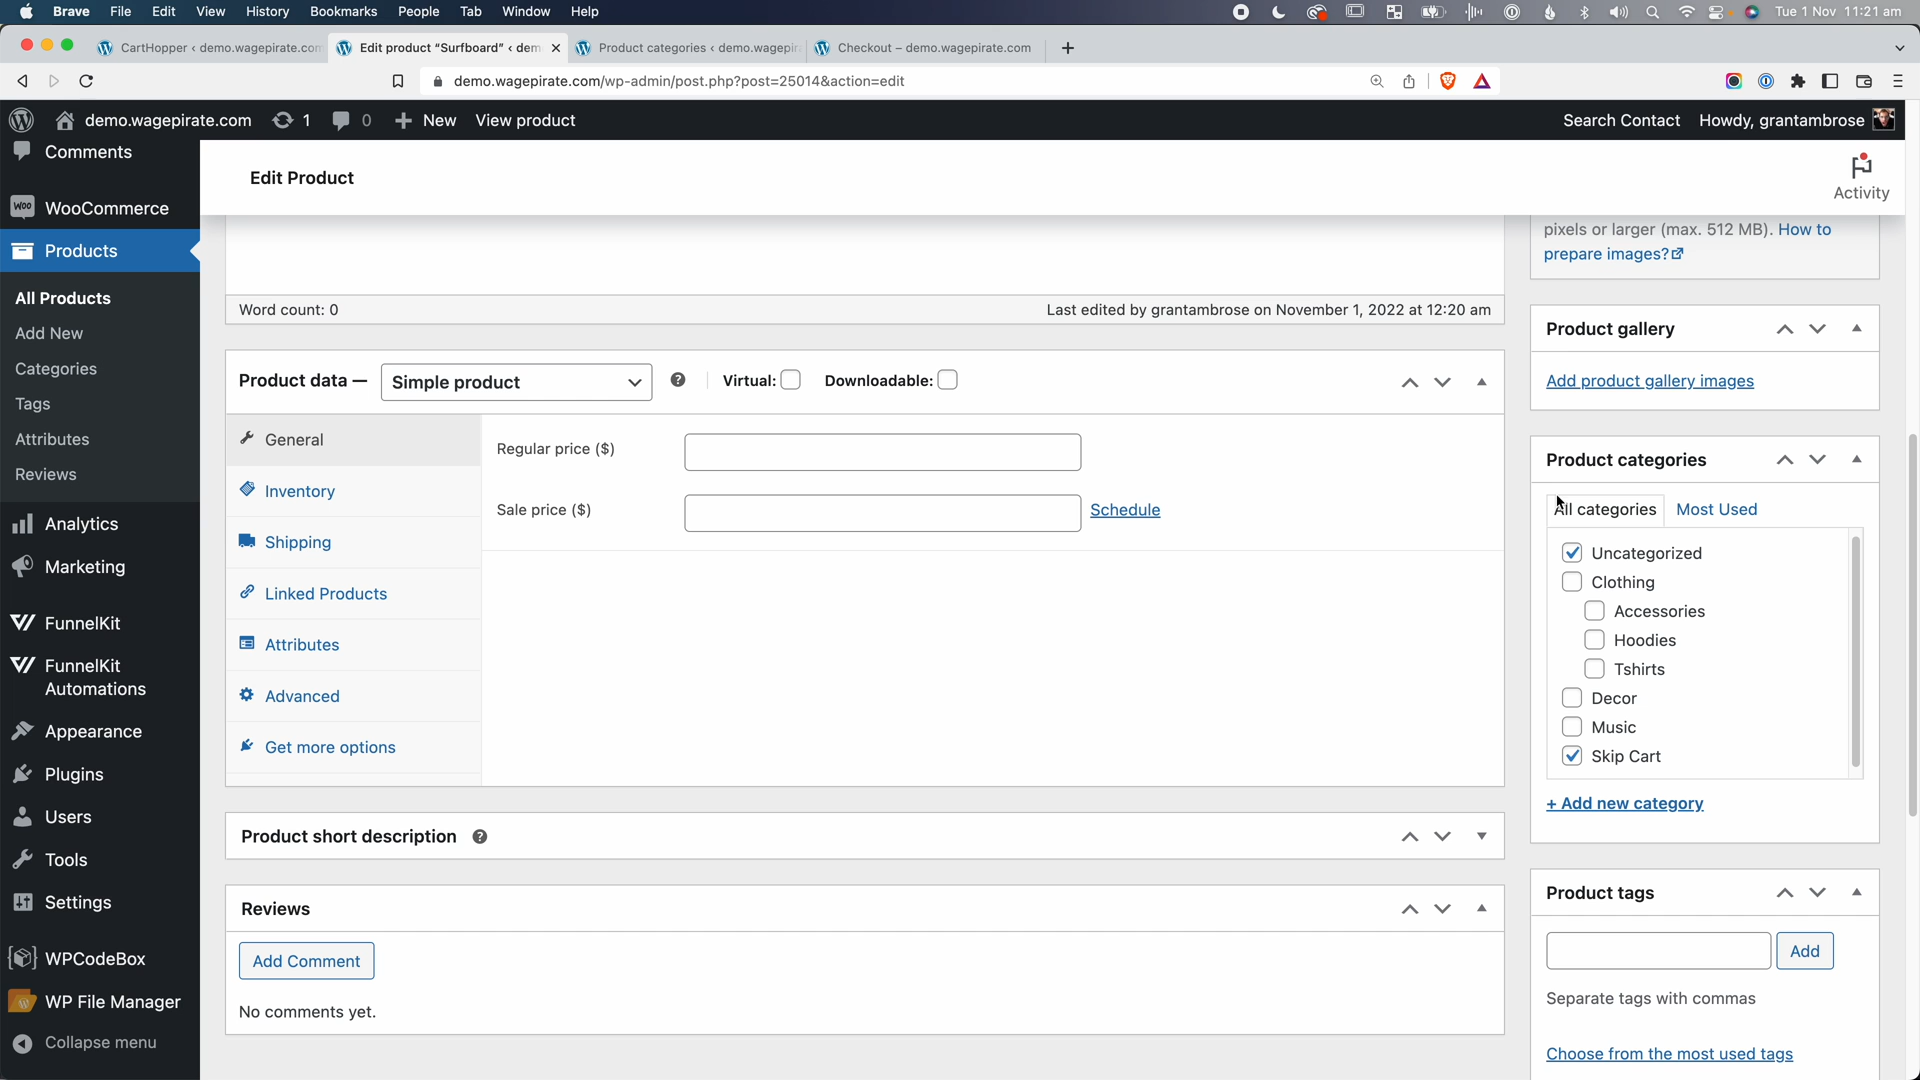 Brave File Edit View History Bookmarks People Tab Window Help Tue 1 Nov 11:21 am
CartHopper < demo.wagepirate.com
Edit product “Surfboard” < dem
Product categories < demo.wagepir
Checkout – demo.wagepirate.com
demo.wagepirate.com/wp-admin/post.php?post=25014&action=edit
demo.wagepirate.com 1 0 New View product Search Contact Howdy, grantambrose
Comments
WooCommerce
Products
All Products
Add New
Categories
Tags
Attributes
Reviews
Analytics
Marketing
FunnelKit
FunnelKit
Automations
Appearance
Plugins
Users
Tools
Settings
WPCodeBox
WP File Manager
Collapse menu
Edit Product
Activity
Word count: 0
Last edited by grantambrose on November 1, 2022 at 12:20 am
Product data — Simple product Virtual: Downloadable:
General
Inventory
Shipping
Linked Products
Attributes
Advanced
Get more options
Regular price ($)
Sale price ($)
Schedule
Product short description
Reviews
Add Comment
No comments yet.
pixels or larger (max. 512 MB). How to
prepare images?
Product gallery
Add product gallery images
Product categories
All categories Most Used
Uncategorized
Clothing
Accessories
Hoodies
Tshirts
Decor
Music
Skip Cart
+ Add new category
Product tags
Add
Separate tags with commas
Choose from the most used tags